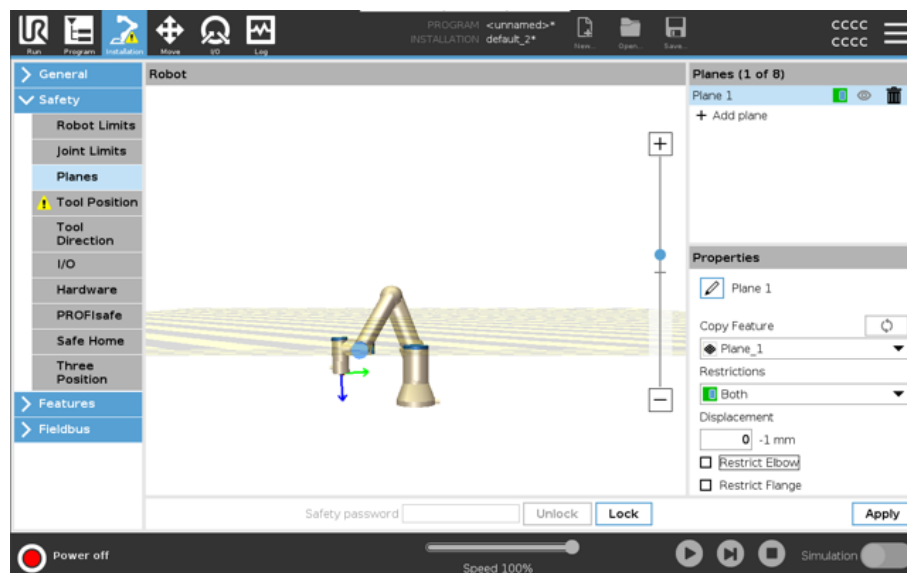 PROGRAM <unnamed>*
INSTALLATION default_2*
CCCC
CCCC
Run
Program
Installation
Move
I/O
Log
New...
Open...
Save...
General
Safety
Robot Limits
Joint Limits
Planes
Tool Position
Tool
Direction
I/O
Hardware
PROFIsafe
Safe Home
Three
Position
Features
Fieldbus
Robot
Planes (1 of 8)
Plane 1
+ Add plane
Properties
Plane 1
Copy Feature
Plane_1
Restrictions
Both
Displacement
0 -1 mm
Restrict Elbow
Restrict Flange
Safety password
Unlock
Lock
Apply
Power off
Speed 100%
Simulation